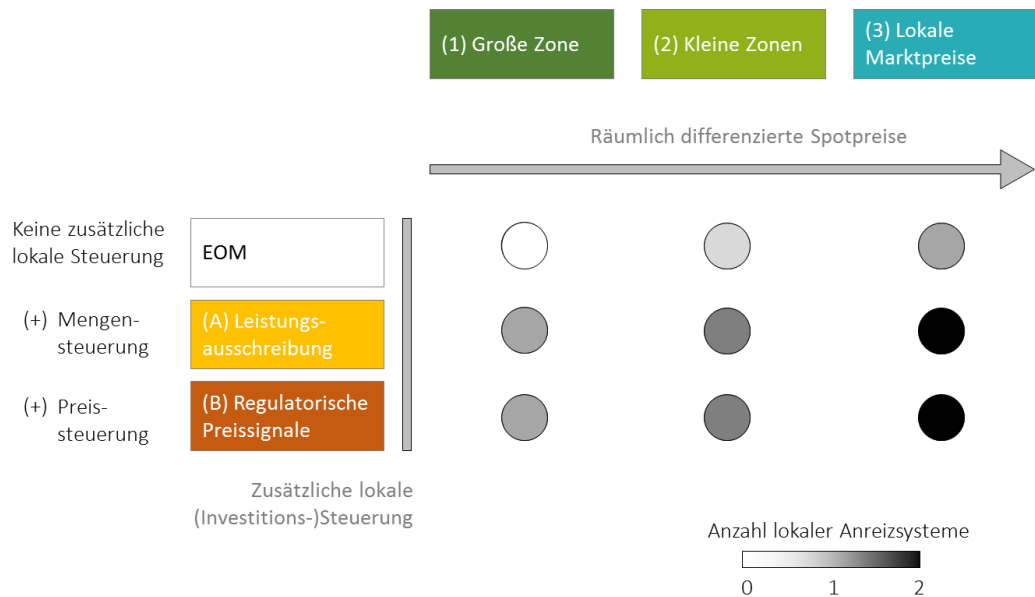 (1) Große Zone
(2) Kleine Zonen
(3) Lokale
Marktpreise
Räumlich differenzierte Spotpreise
Keine zusätzliche
lokale Steuerung
EOM
(+) Mengen-
steuerung
(A) Leistungs-
ausschreibung
(+) Preis-
steuerung
(B) Regulatorische
Preissignale
Zusätzliche lokale
(Investitions-)Steuerung
Anzahl lokaler Anreizsysteme
0 1 2